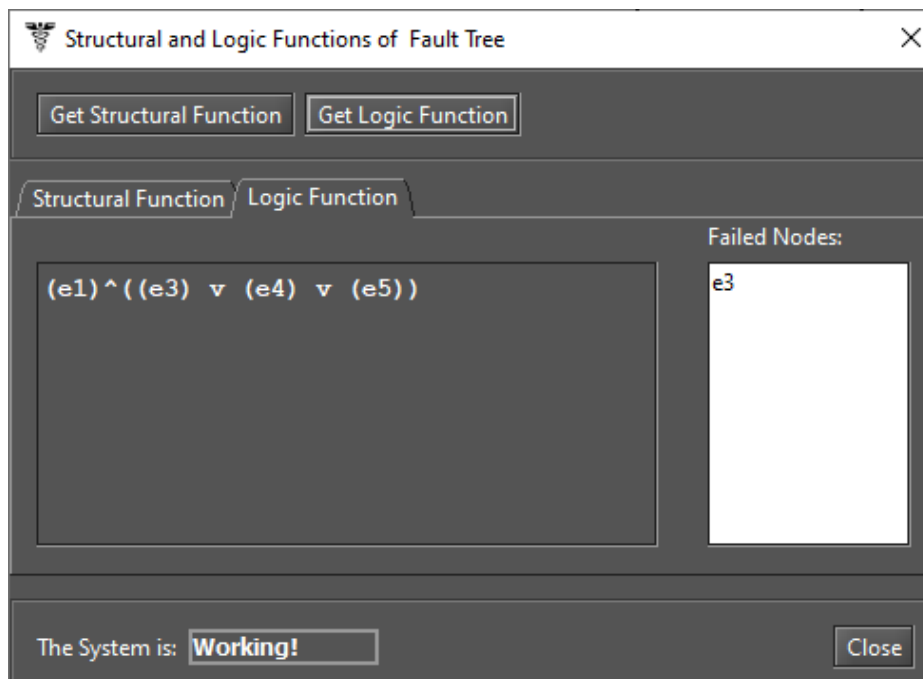 Structural and Logic Functions of Fault Tree
Get Structural Function
Get Logic Function
Structural Function
Logic Function
Failed Nodes:
(e1)^((e3) v (e4) v (e5))
e3
The System is: Working!
Close